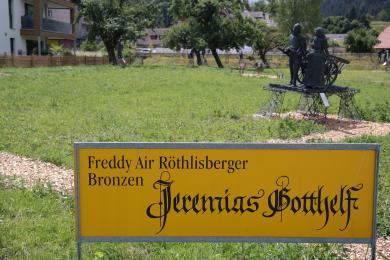 Freddy Air Röthlisberger
Bronzen
Jeremias Gotthelf